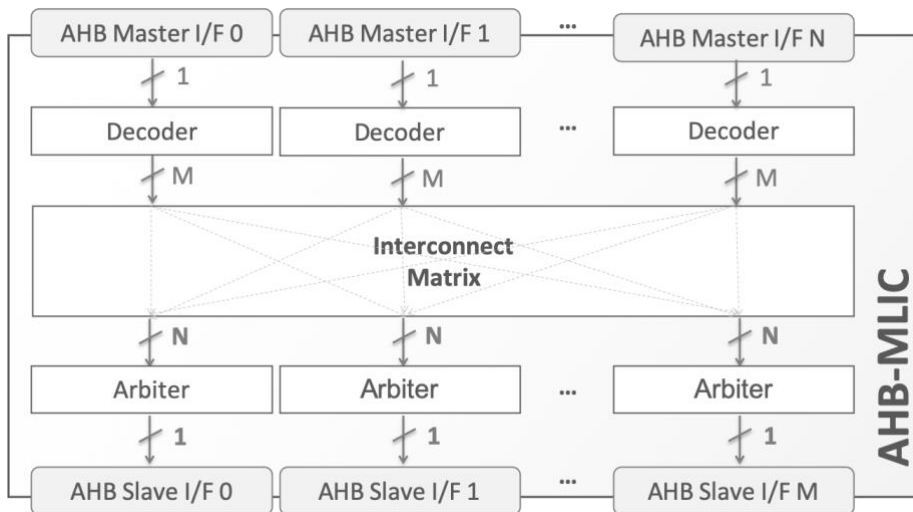 AHB Master I/F 0
AHB Master I/F 1
...
AHB Master I/F N
1
1
1
Decoder
Decoder
...
Decoder
M
M
M
Interconnect
Matrix
N
N
N
Arbiter
Arbiter
...
Arbiter
1
1
1
AHB Slave I/F 0
AHB Slave I/F 1
...
AHB Slave I/F M
AHB-MLIC